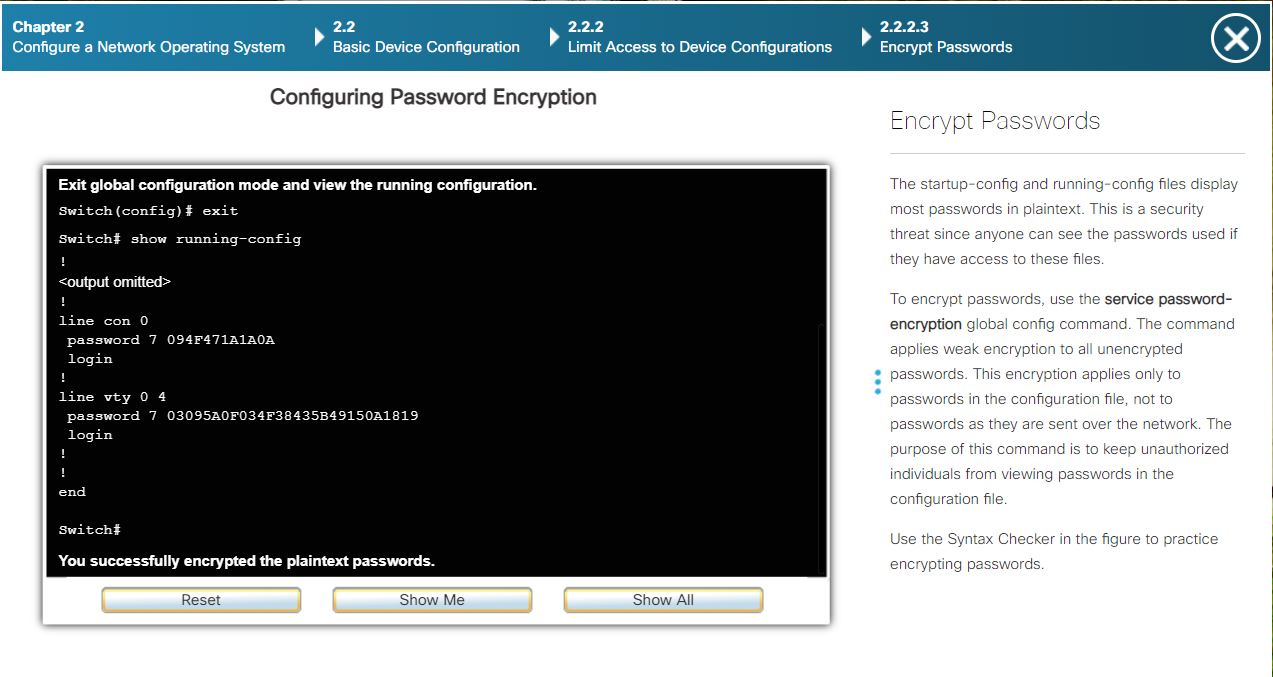 Chapter 2
Configure a Network Operating System
2.2
Basic Device Configuration
2.2.2
Limit Access to Device Configurations
2.2.2.3
Encrypt Passwords
Configuring Password Encryption
Exit global configuration mode and view the running configuration.
Switch(config)# exit
Switch# show running-config
!
<output omitted>
!
line con 0
password 7 094F471A1A0A
login
!
line vty 0 4
password 7 03095A0F034F38435B49150A1819
login
!
!
end
Switch#
You successfully encrypted the plaintext passwords.
Reset
Show Me
Show All
Encrypt Passwords
The startup-config and running-config files display
most passwords in plaintext. This is a security
threat since anyone can see the passwords used if
they have access to these files.
To encrypt passwords, use the service password-
encryption global config command. The command
applies weak encryption to all unencrypted
passwords. This encryption applies only to
passwords in the configuration file, not to
passwords as they are sent over the network. The
purpose of this command is to keep unauthorized
individuals from viewing passwords in the
configuration file.
Use the Syntax Checker in the figure to practice
encrypting passwords.